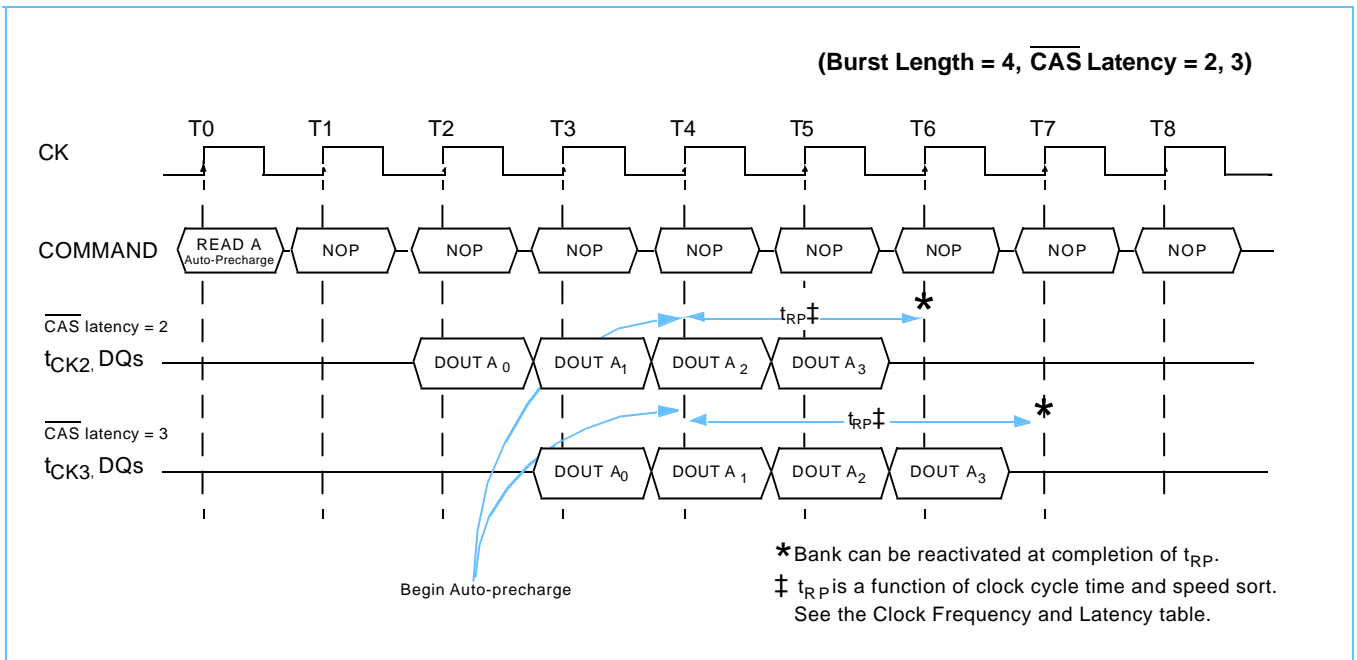 (Burst Length = 4, CAS Latency = 2, 3)
T0 T1 T2 T3 T4 T5 T6 T7 T8
CK
COMMAND
READ A
Auto-Precharge
NOP NOP NOP NOP NOP NOP NOP NOP
*
tRP‡
CAS latency = 2
tCK2, DQs
DOUT A0 DOUT A1 DOUT A2 DOUT A3
*
tRP‡
CAS latency = 3
tCK3, DQs
DOUT A0 DOUT A1 DOUT A2 DOUT A3
Begin Auto-precharge
* Bank can be reactivated at completion of tRP.
‡ tRP is a function of clock cycle time and speed sort.
See the Clock Frequency and Latency table.